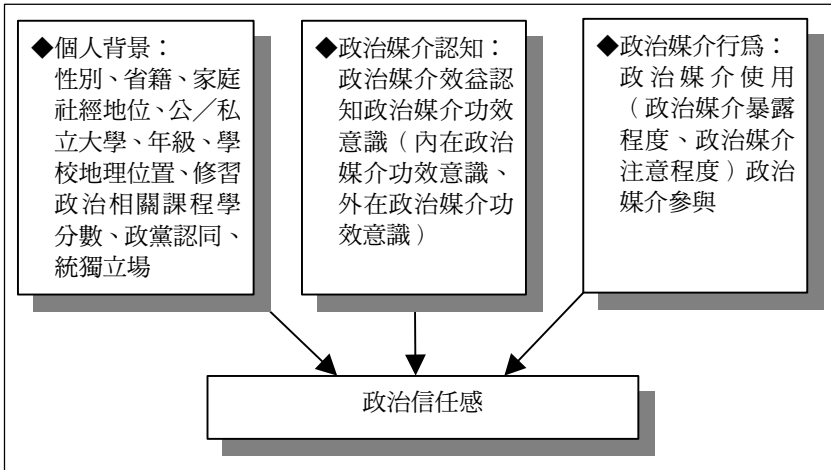 ◆個人背景：
性別、省籍、家庭
社經地位、公／私
立大學、年級、學
校地理位置、修習
政治相關課程學
分數、政黨認同、
統獨立場
◆政治媒介認知：
政治媒介效益認
知政治媒介功效
意識（內在政治
媒介功效意識、
外在政治媒介功
效意識）
◆政治媒介行為：
政治媒介使用
（政治媒介暴露
程度、政治媒介
注意程度）政治
媒介參與
政治信任感